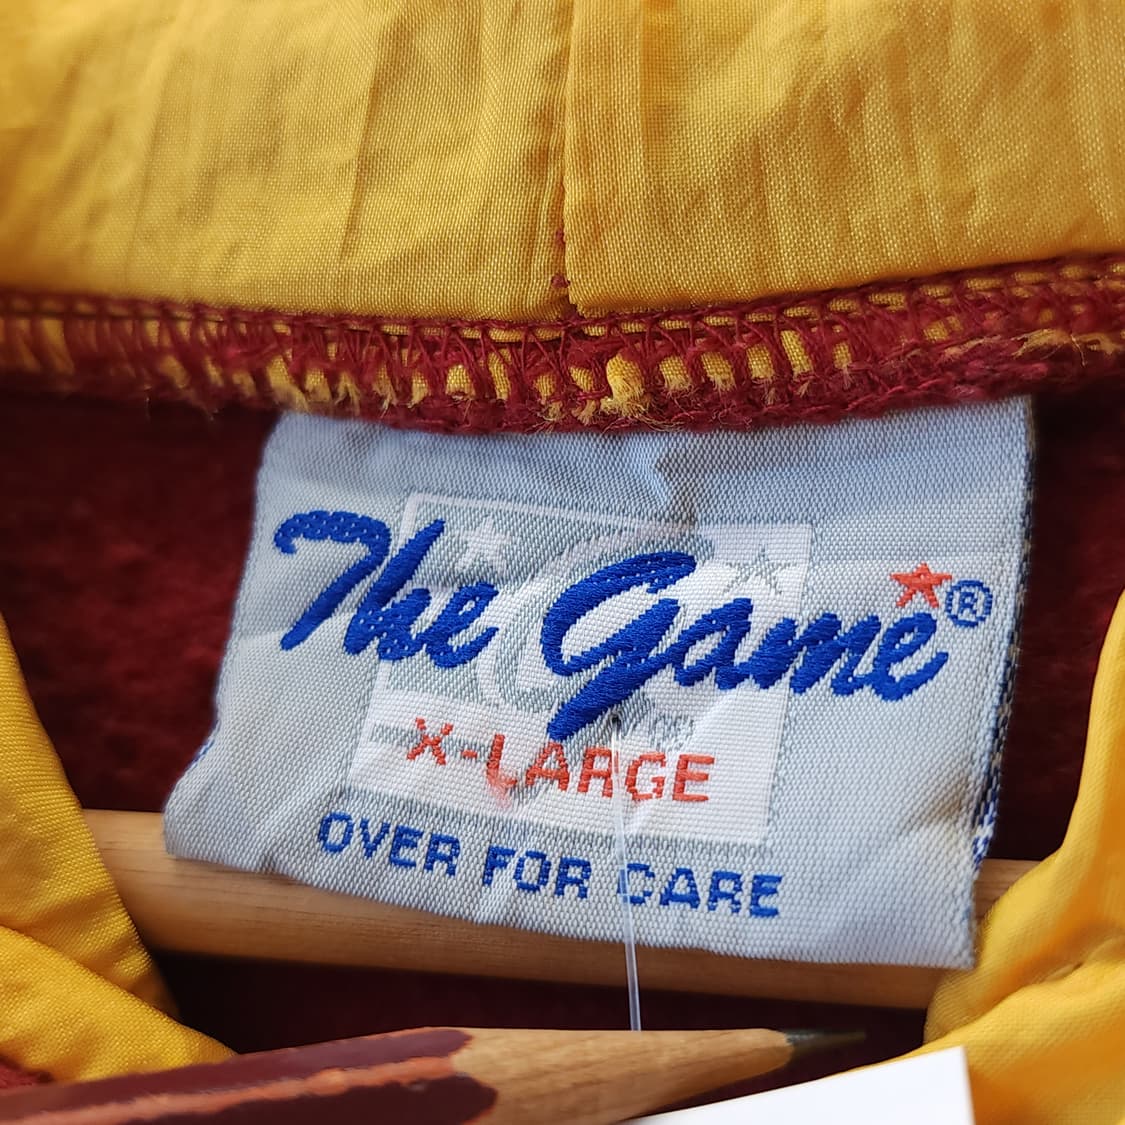 The Game®
X-LARGE
OVER FOR CARE